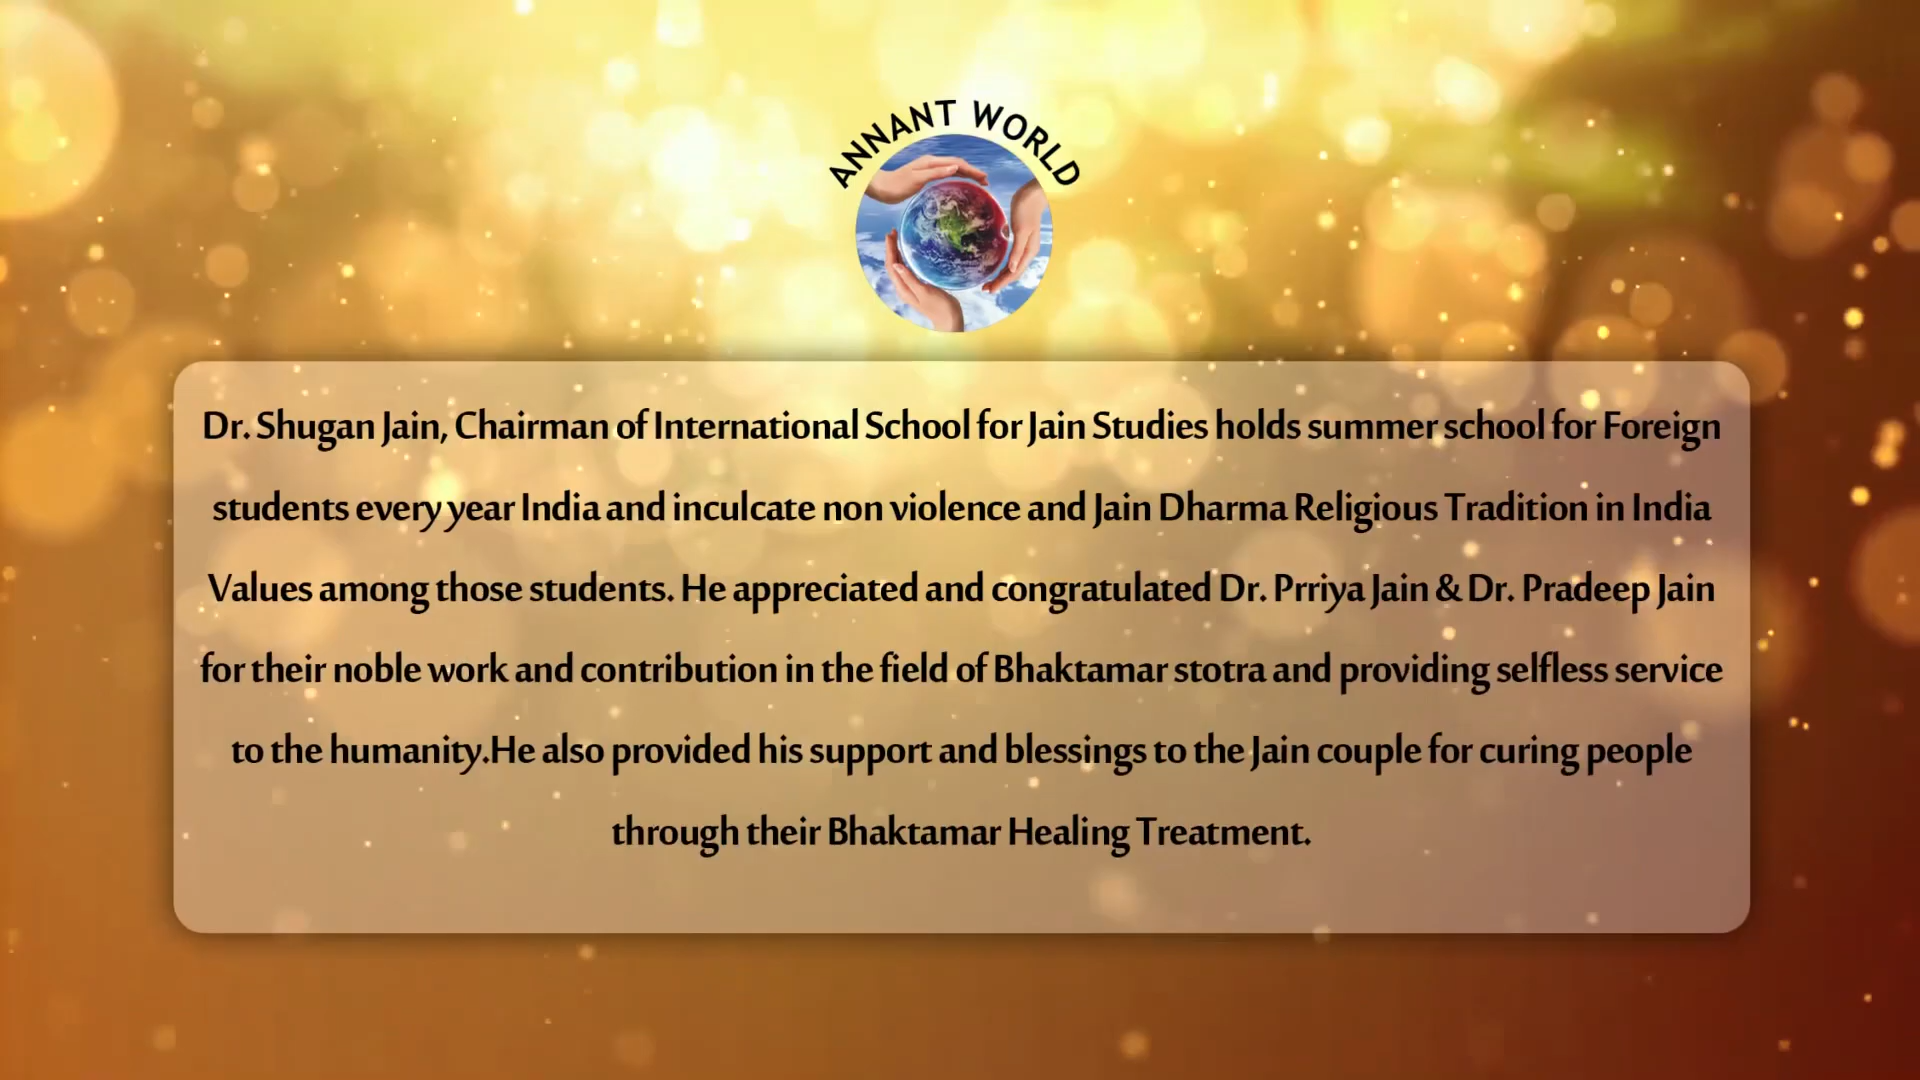 ANNANT WORLD
Dr. Shugan Jain, Chairman of International School for Jain Studies holds summer school for Foreign
students every year India and inculcate non violence and Jain Dharma Religious Tradition in India
Values among those students. He appreciated and congratulated Dr. Prriya Jain & Dr. Pradeep Jain
for their noble work and contribution in the field of Bhaktamar stotra and providing selfless service
to the humanity.He also provided his support and blessings to the Jain couple for curing people
through their Bhaktamar Healing Treatment.